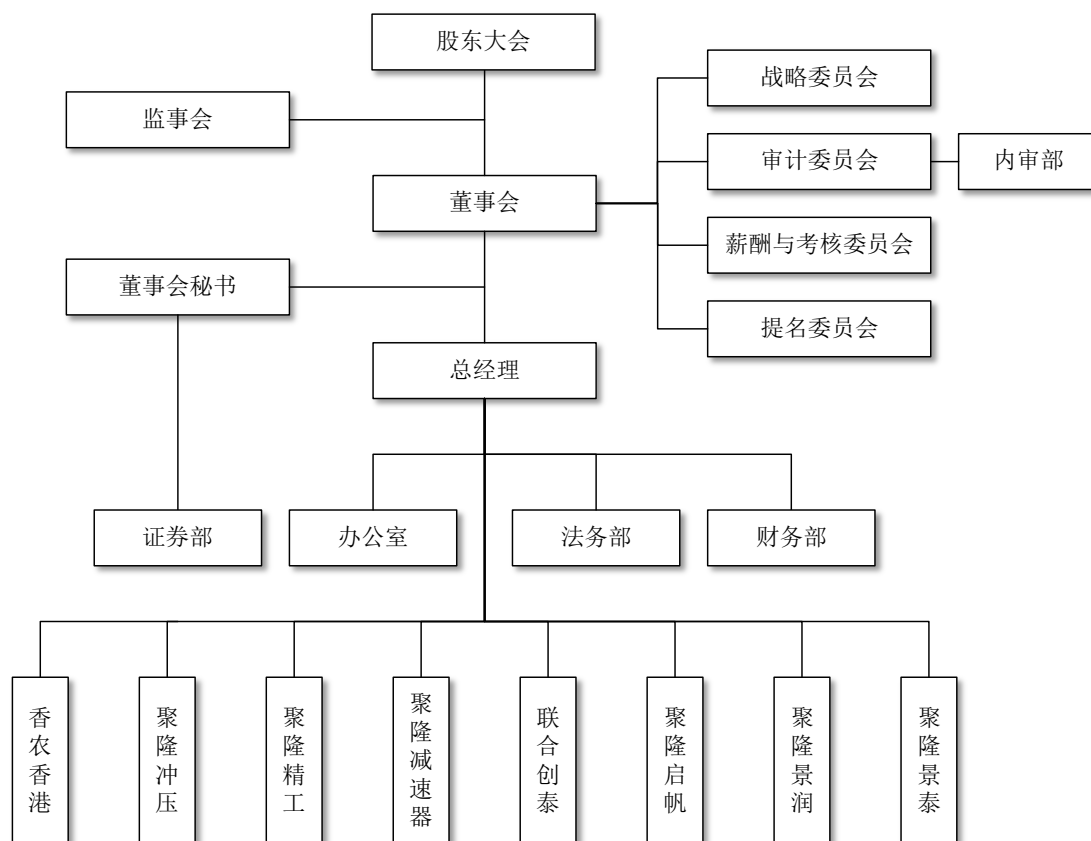 股东大会
战略委员会
监事会
审计委员会
内审部
董事会
薪酬与考核委员会
董事会秘书
提名委员会
总经理
证券部
办公室
法务部
财务部
香农香港
聚隆冲压
聚隆精工
聚隆减速器
联合创泰
聚隆启帆
聚隆景润
聚隆景泰